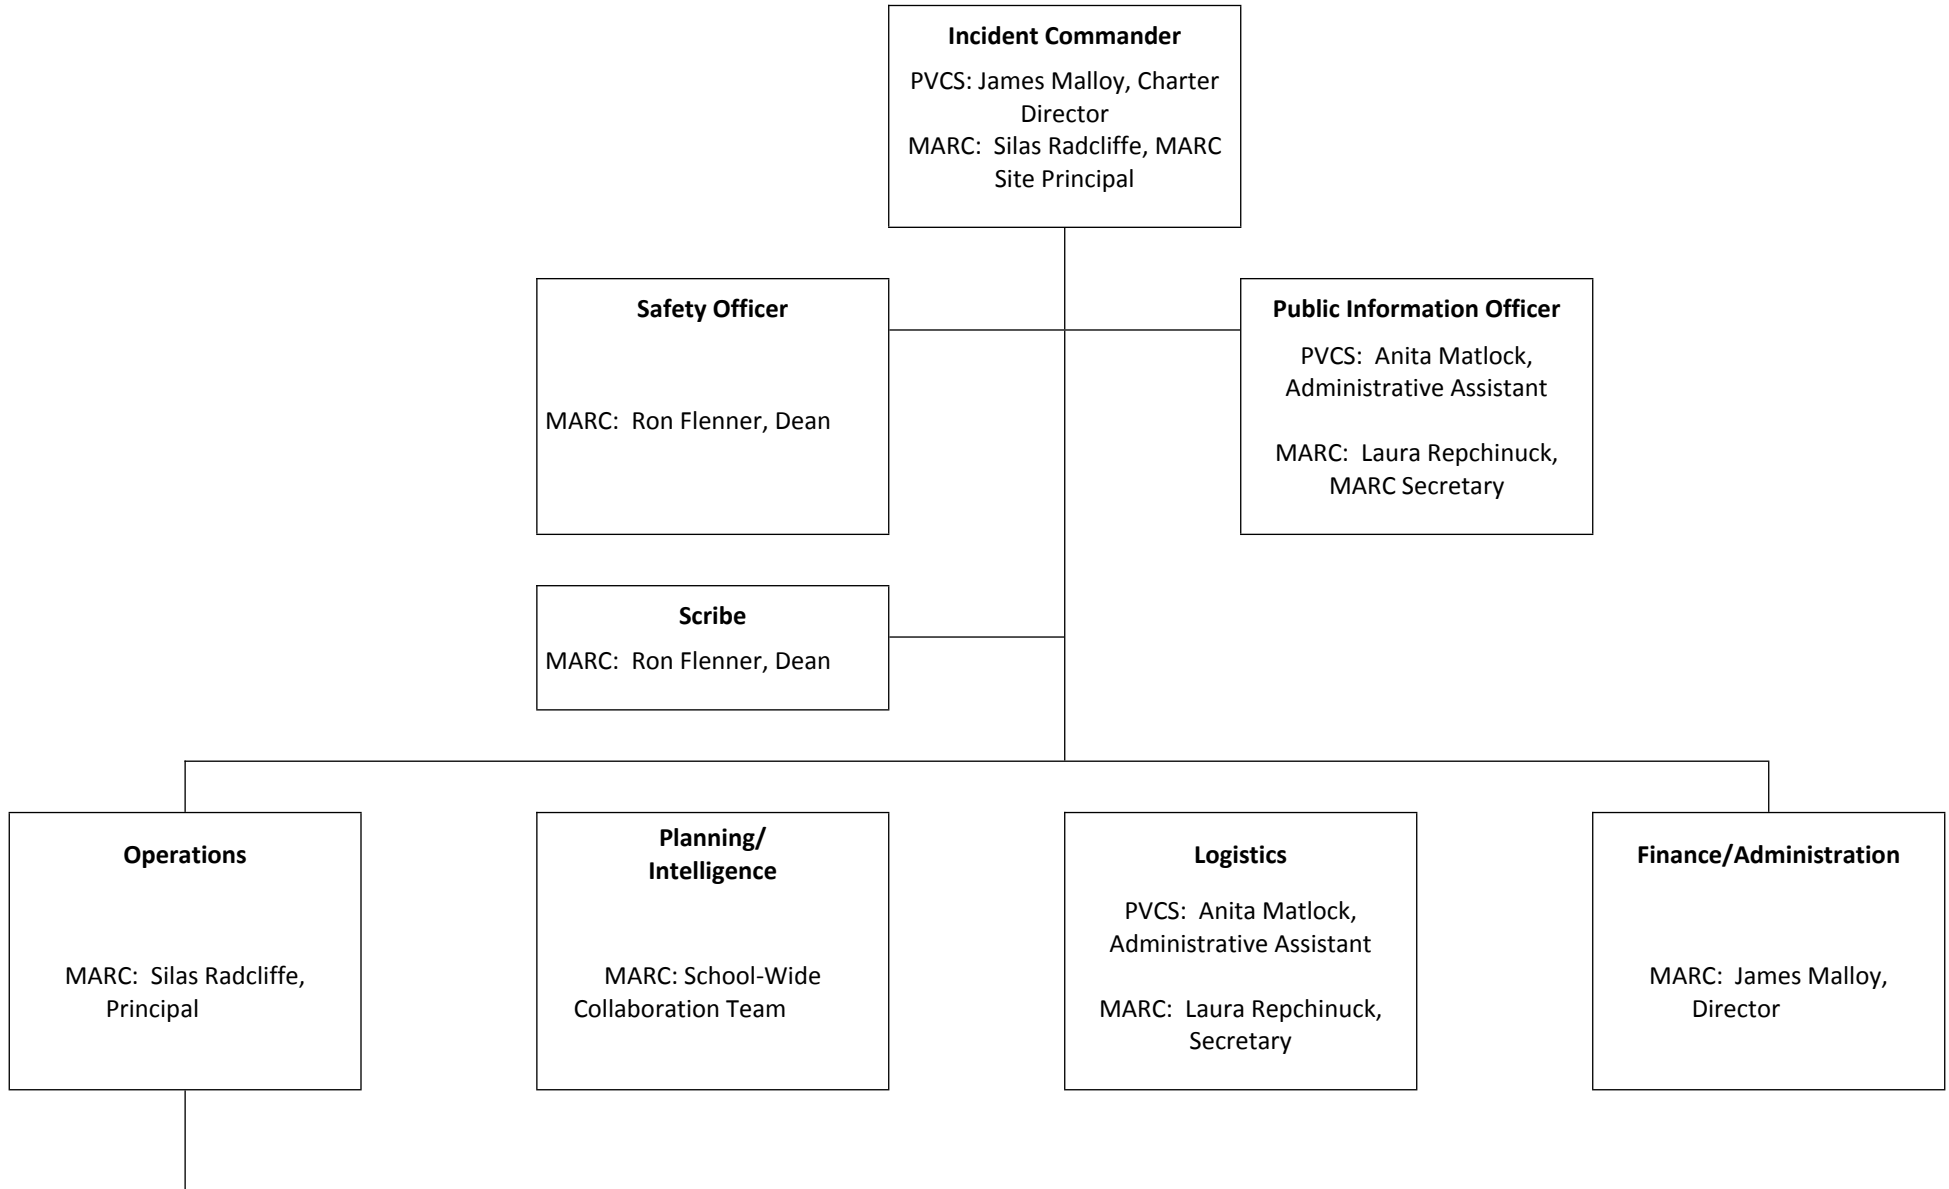 Incident Commander
PVCS: James Malloy, Charter
Director
MARC:  Silas Radcliffe, MARC
Site Principal
Safety Officer
MARC:  Ron Flenner, Dean
Public Information Officer
PVCS:  Anita Matlock,
Administrative Assistant
MARC:  Laura Repchinuck,
MARC Secretary
Scribe
MARC:  Ron Flenner, Dean
Operations
MARC:  Silas Radcliffe,
Principal
Planning/
Intelligence
MARC: School-Wide
Collaboration Team
Logistics
PVCS:  Anita Matlock,
Administrative Assistant
MARC:  Laura Repchinuck,
Secretary
Finance/Administration
MARC:  James Malloy,
Director